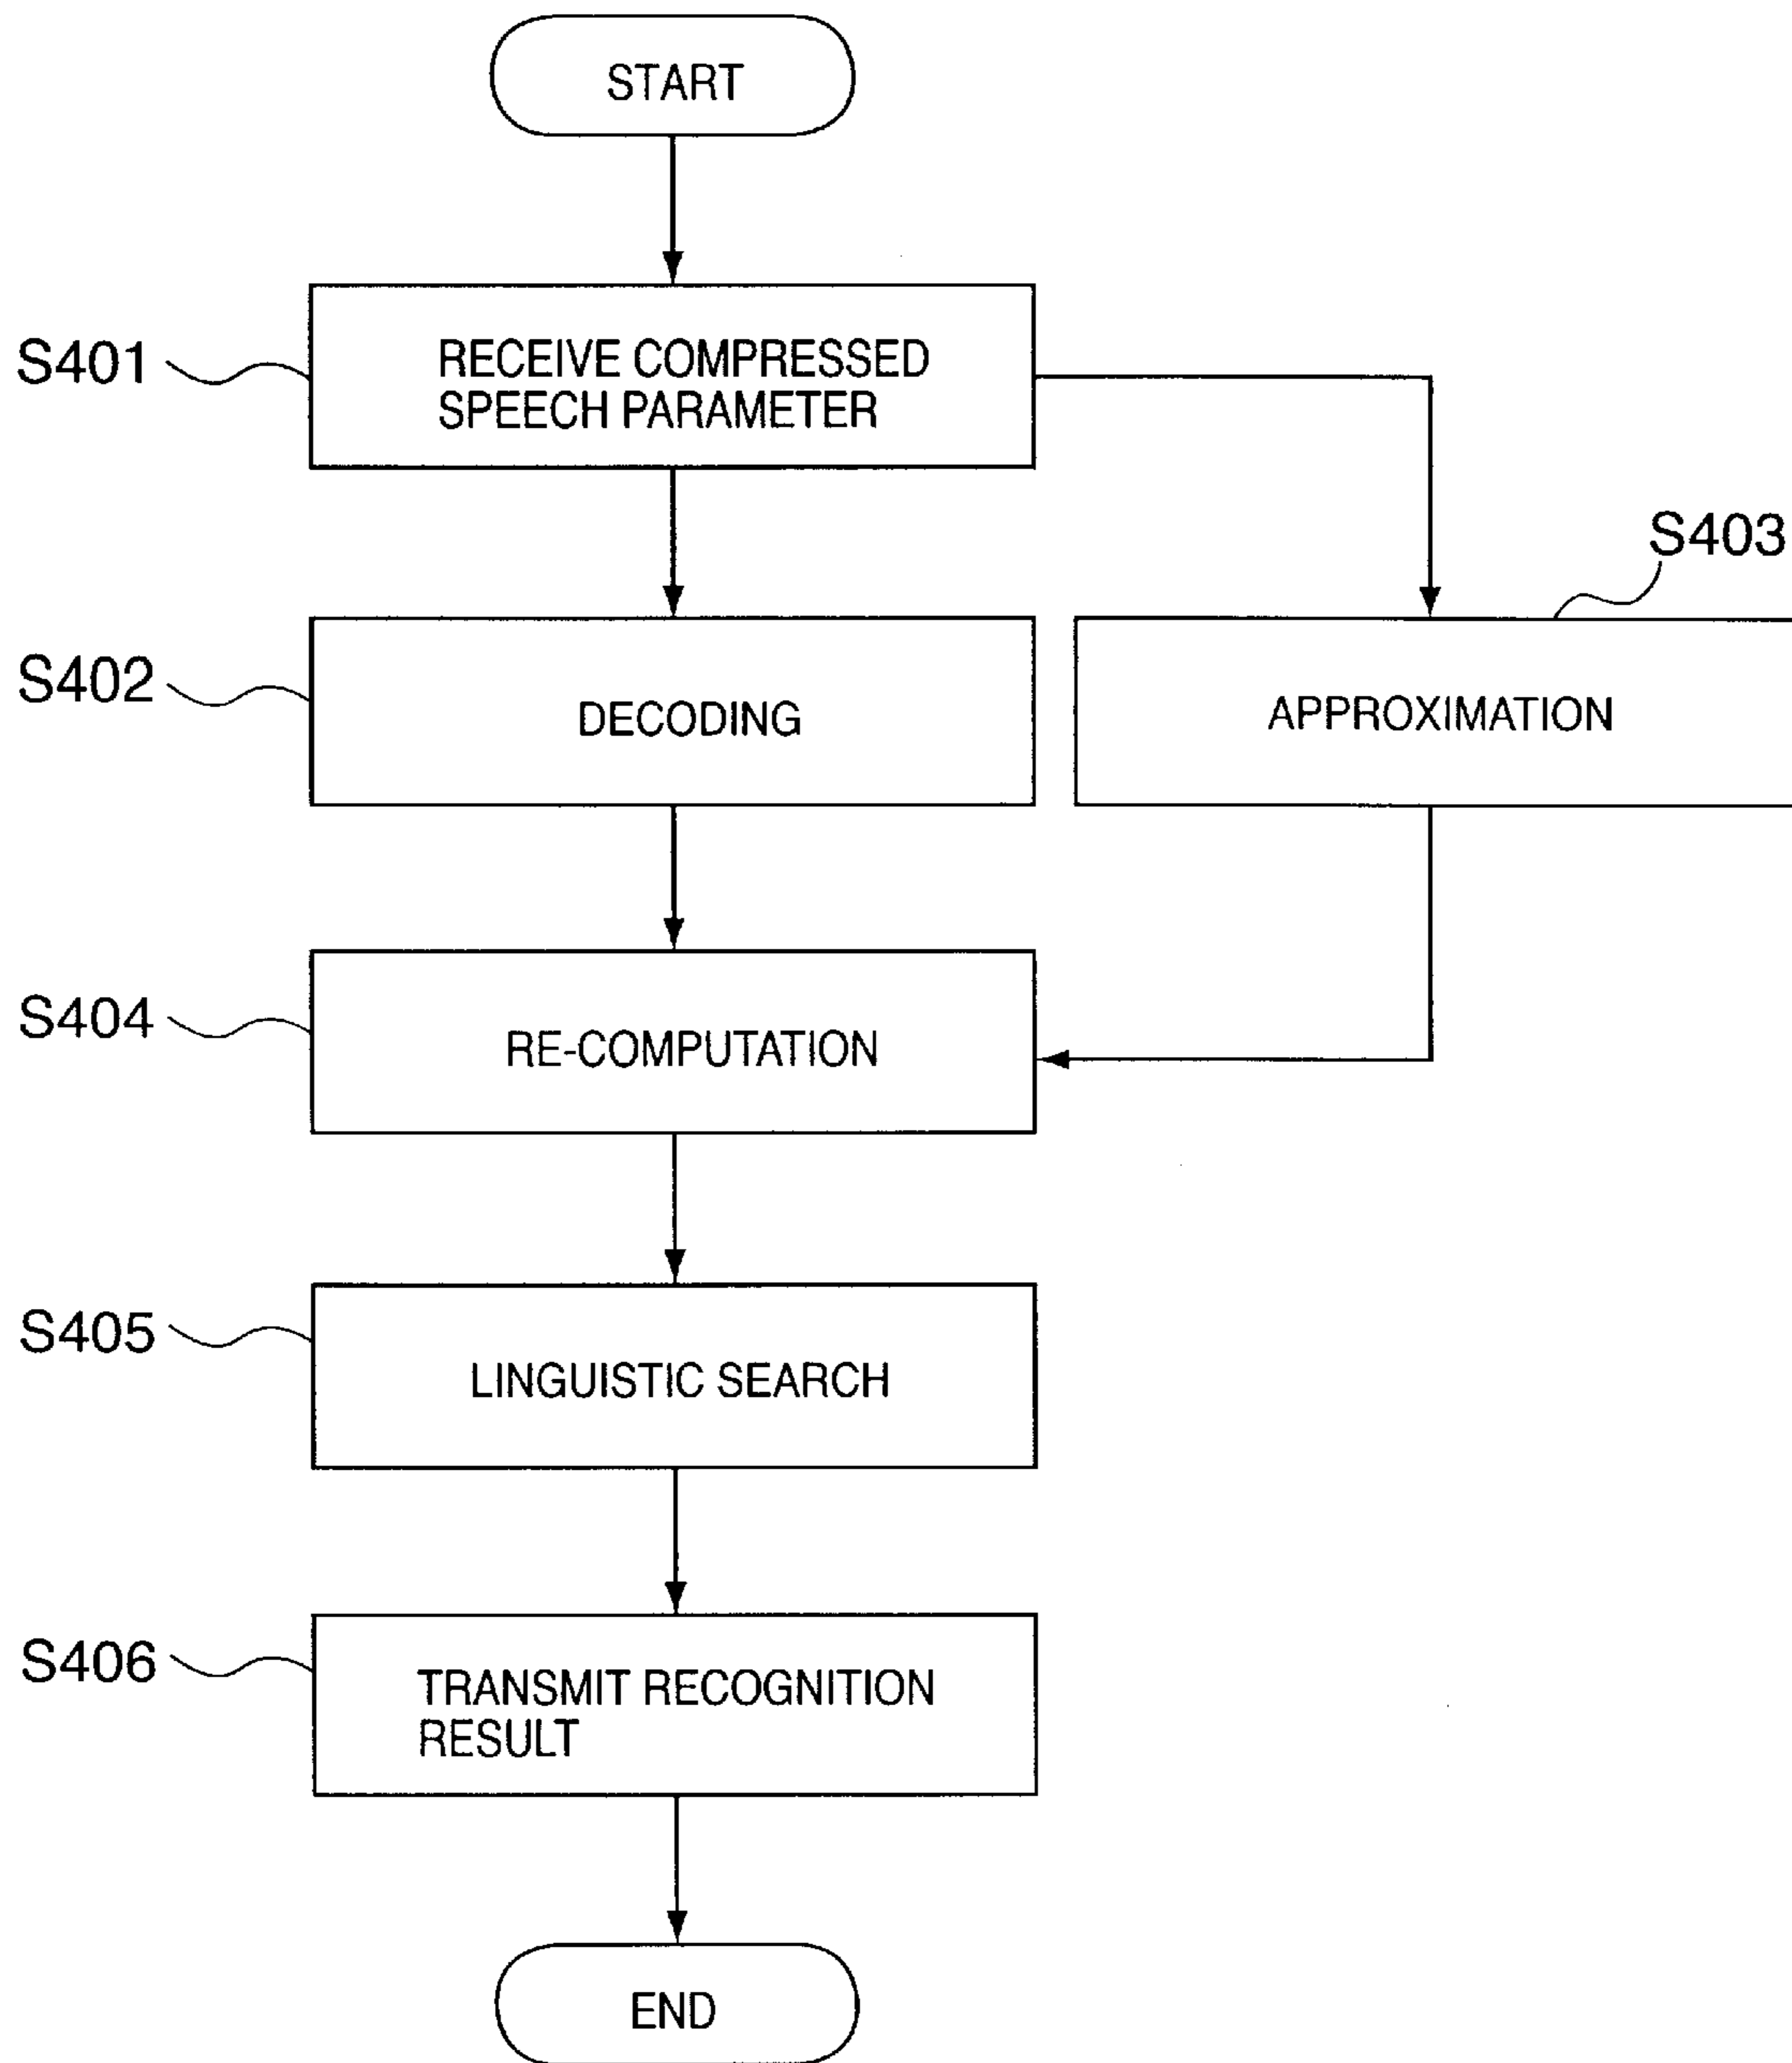 START
S401
RECEIVE COMPRESSED
SPEECH PARAMETER
S403
S402
DECODING
APPROXIMATION
S404
RE-COMPUTATION
S405
LINGUISTIC SEARCH
S406
TRANSMIT RECOGNITION
RESULT
END